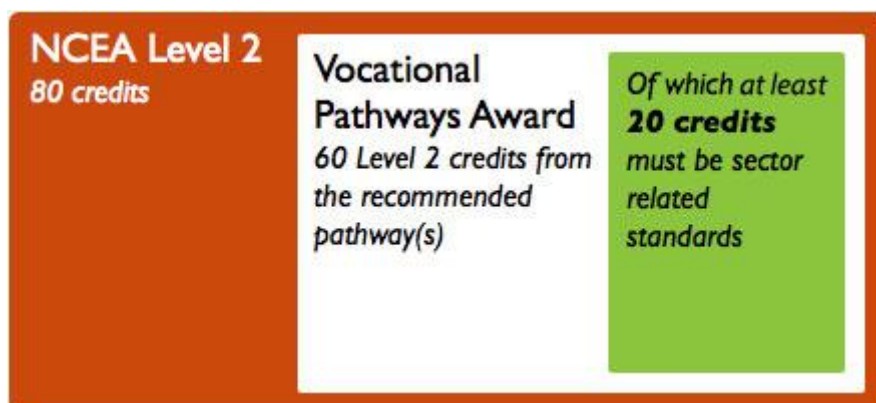 NCEA Level 2
80 credits
Vocational
Pathways Award
60 Level 2 credits from
the recommended
pathway(s)
Of which at least
20 credits
must be sector
related
standards